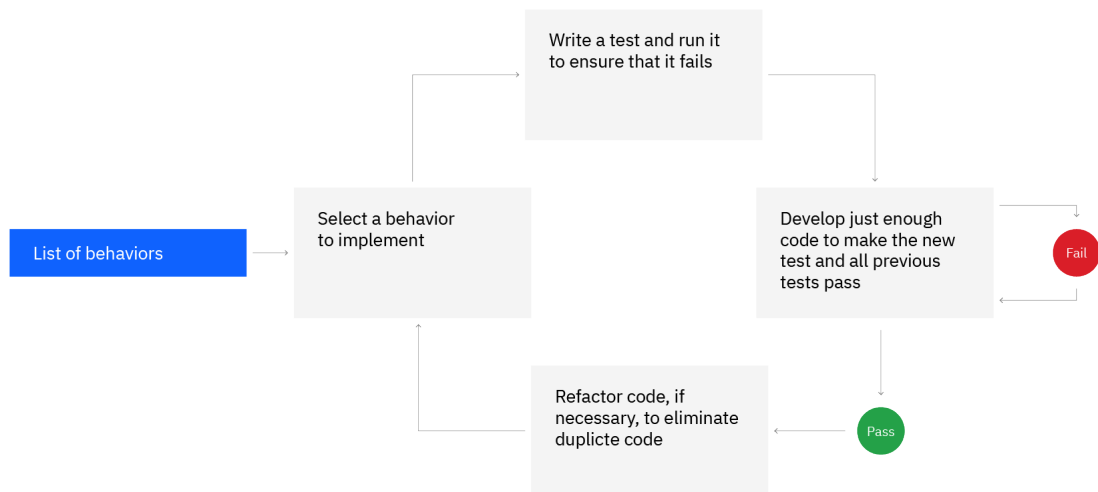 Write a test and run it
to ensure that it fails
List of behaviors
Select a behavior
to implement
Develop just enough
code to make the new
test and all previous
tests pass
Fail
Pass
Refactor code, if
necessary, to eliminate
duplicte code